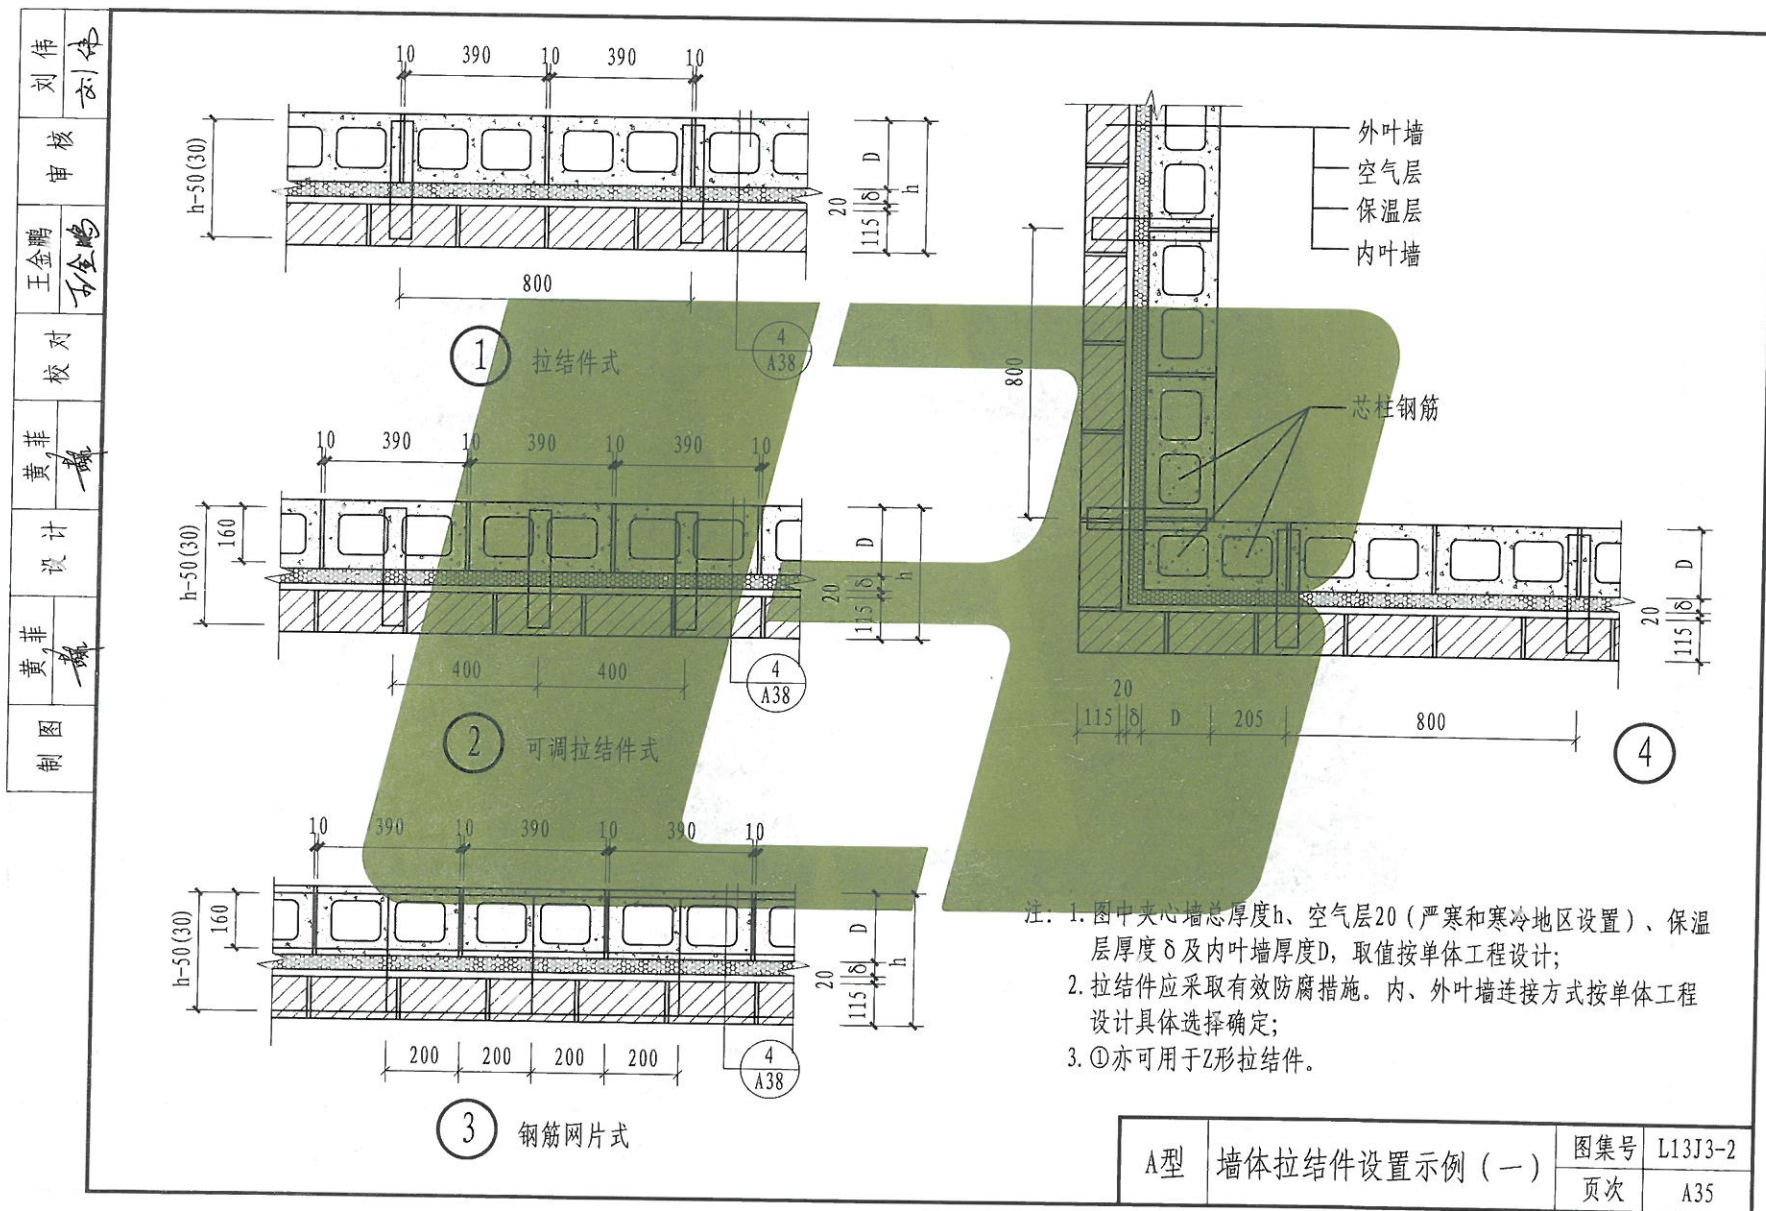 刘伟
审核
王金鹏
校对
黄菲
设计
黄菲
制图
10 390 10 390 10
h-50(30)
D
h
20 δ
115
800
① 拉结件式
4
A38
10 390 10 390 10 390 10
h-50(30)
160
D
h
20 δ
115
400 400
4
A38
② 可调拉结件式
10 390 10 390 10 390 10
h-50(30)
160
D
h
20 δ
115
200 200 200 200
4
A38
③ 钢筋网片式
外叶墙
空气层
保温层
内叶墙
800
芯柱钢筋
D
20 δ
115
20
115 δ D 205 800
④
注: 1. 图中夹心墙总厚度h、空气层20(严寒和寒冷地区设置)、保温
层厚度δ及内叶墙厚度D, 取值按单体工程设计;
2. 拉结件应采取有效防腐措施。内、外叶墙连接方式按单体工程
设计具体选择确定;
3. ①亦可用于Z形拉结件。
A型 墙体拉结件设置示例(一) 图集号 L13J3-2
页次 A35